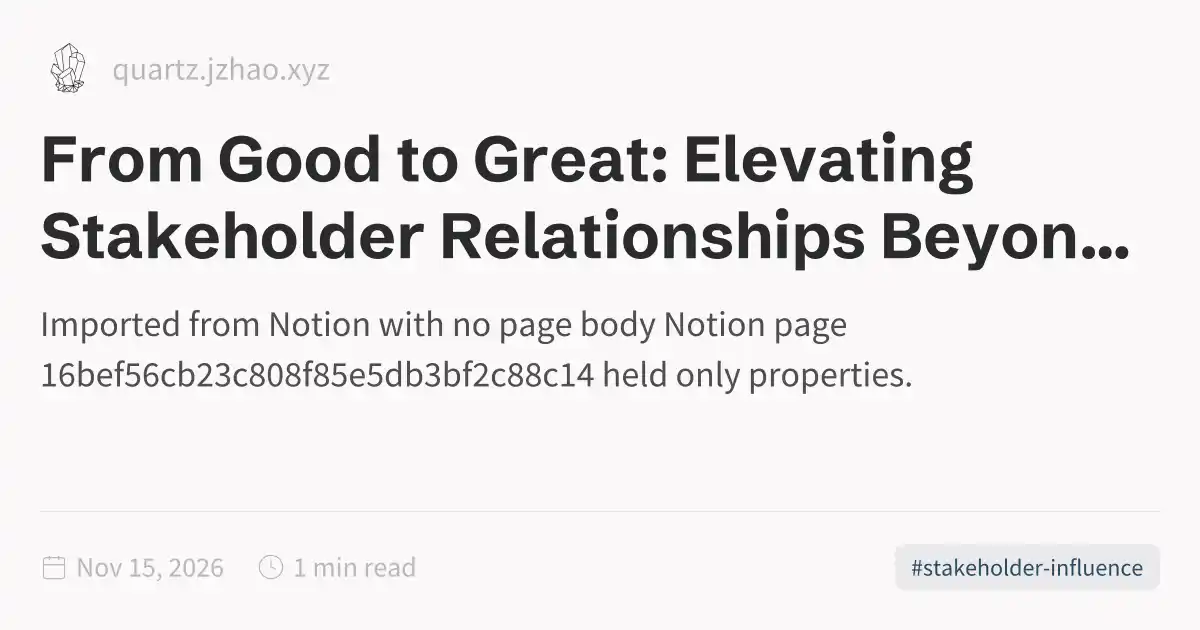 quartz.jzhao.xyz
From Good to Great: Elevating
Stakeholder Relationships Beyon...
Imported from Notion with no page body Notion page
16bef56cb23c808f85e5db3bf2c88c14 held only properties.
Nov 15, 2026
1 min read
#stakeholder-influence